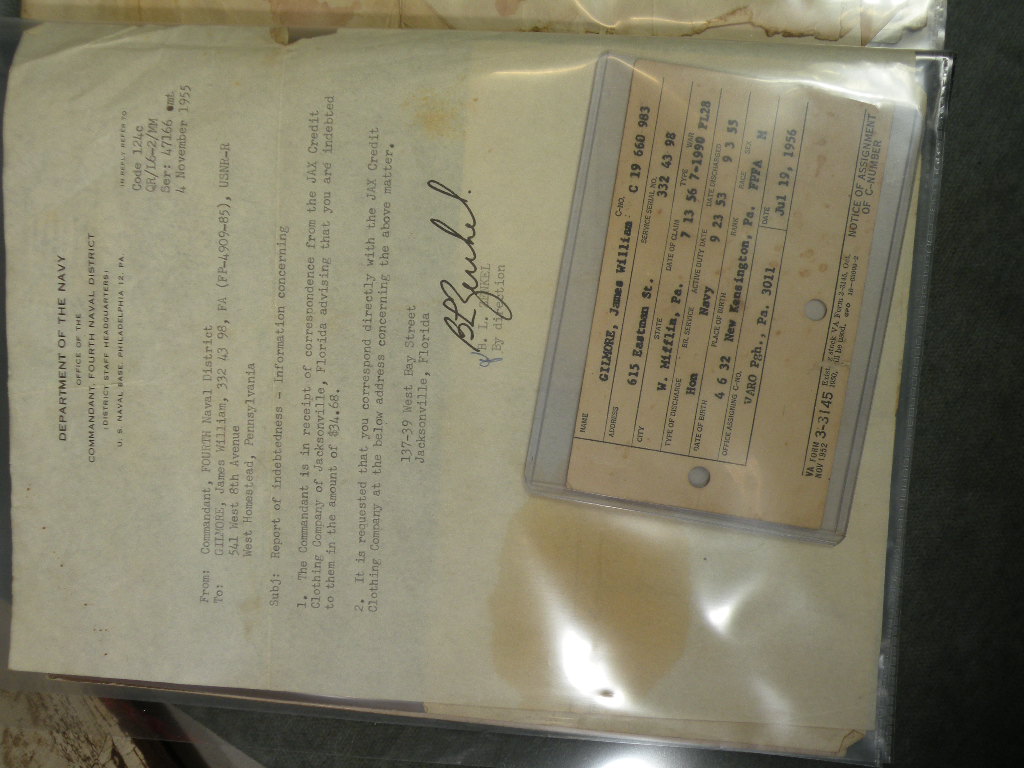 DEPARTMENT OF THE NAVY
OFFICE OF THE
COMMANDANT, FOURTH NAVAL DISTRICT
(DISTRICT STAFF HEADQUARTERS)
U. S. NAVAL BASE, PHILADELPHIA 12, PA.
IN REPLY REFER TO
Code 124c
QR/L6-2/MM
Ser: 47166 emt
4 November 1955
From: Commandant, FOURTH Naval District
To: GILMORE, James William, 332 43 98, FA (FP-4909-85), USNR-R
541 West 8th Avenue
West Homestead, Pennsylvania
Subj: Report of indebtedness - Information concerning
1. The Commandant is in receipt of correspondence from the JAX Credit
Clothing Company of Jacksonville, Florida advising that you are indebted
to them in the amount of $34.68.
2. It is requested that you correspond directly with the JAX Credit
Clothing Company at the below address concerning the above matter.
137-39 West Bay Street
Jacksonville, Florida
B. L.
By direction
NAME
GILMORE, James William
C-NO.
C 19 660 983
ADDRESS
615 Eastman St.
SERVICE SERIAL NO.
332 43 98
CITY
STATE
W. Mifflin, Pa.
DATE OF CLAIM
7 13 56
TYPE
WAR
7-1990 PL28
TYPE OF DISCHARGE
Hon
BR. SERVICE
Navy
ACTIVE DUTY DATE
9 23 53
DATE DISCHARGED
9 3 55
DATE OF BIRTH
4 6 32
PLACE OF BIRTH
New Kensington, Pa.
RANK
FFFA
RACE
SEX
M
OFFICE ASSIGNING C-NO.
VARO Pgh., Pa. 3011
DATE
Jul 19, 1956
VA FORM
NOV 1952
3-3145
NOTICE OF ASSIGNMENT
OF C-NUMBER